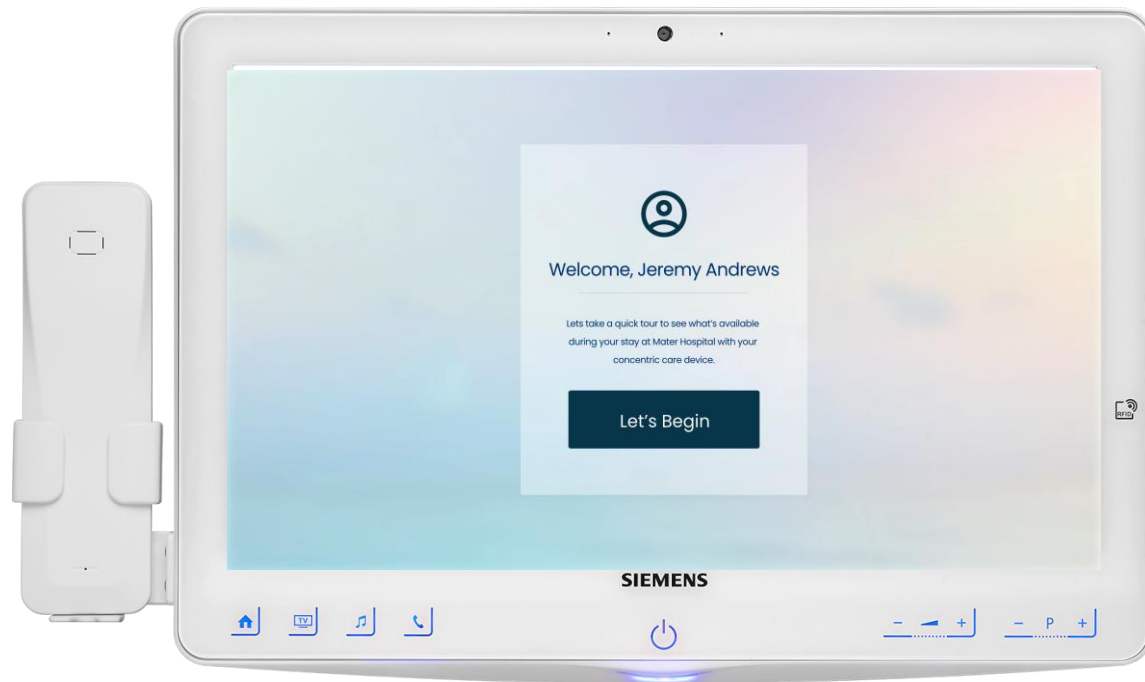 Welcome, Jeremy Andrews
Lets take a quick tour to see what's available
during your stay at Mater Hospital with your
concentric care device.
Let's Begin
RFID
SIEMENS
TV
− + − P +